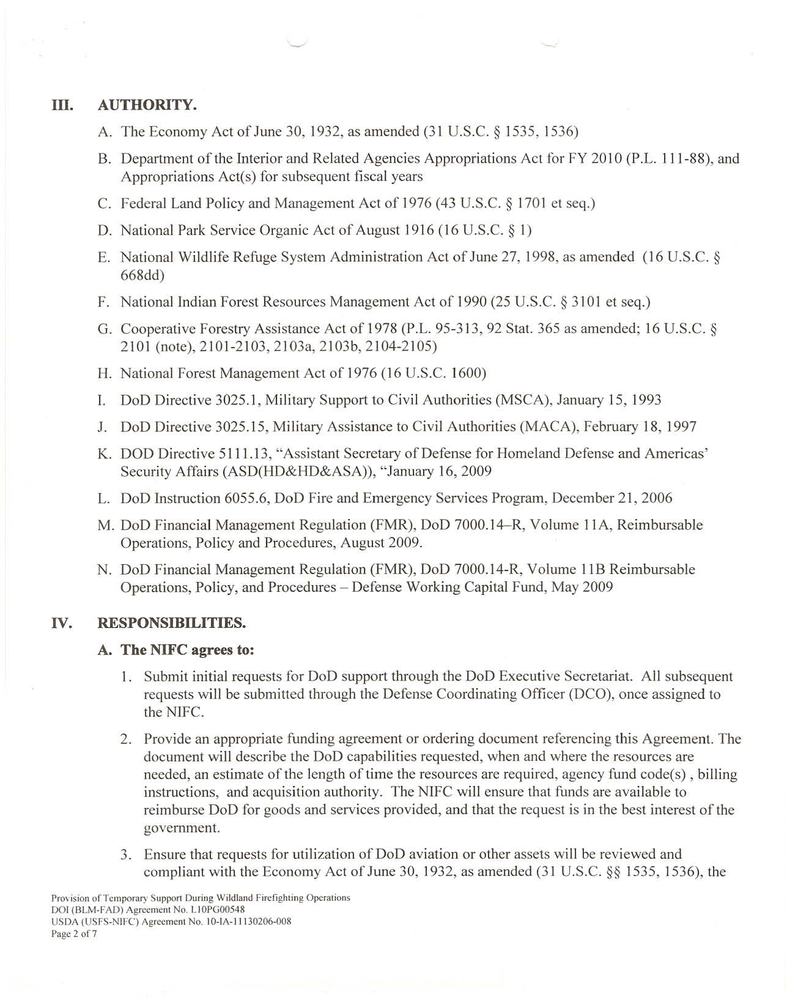 III. AUTHORITY.
A. The Economy Act of June 30, 1932, as amended (31 U.S.C. § 1535, 1536)
B. Department of the Interior and Related Agencies Appropriations Act for FY 2010 (P.L. 111-88), and
Appropriations Act(s) for subsequent fiscal years
C. Federal Land Policy and Management Act of 1976 (43 U.S.C. § 1701 et seq.)
D. National Park Service Organic Act of August 1916 (16 U.S.C. § 1)
E. National Wildlife Refuge System Administration Act of June 27, 1998, as amended (16 U.S.C. §
668dd)
F. National Indian Forest Resources Management Act of 1990 (25 U.S.C. § 3101 et seq.)
G. Cooperative Forestry Assistance Act of 1978 (P.L. 95-313, 92 Stat. 365 as amended; 16 U.S.C. §
2101 (note), 2101-2103, 2103a, 2103b, 2104-2105)
H. National Forest Management Act of 1976 (16 U.S.C. 1600)
I. DoD Directive 3025.1, Military Support to Civil Authorities (MSCA), January 15, 1993
J. DoD Directive 3025.15, Military Assistance to Civil Authorities (MACA), February 18, 1997
K. DOD Directive 5111.13, “Assistant Secretary of Defense for Homeland Defense and Americas’
Security Affairs (ASD(HD&HD&ASA)), “January 16, 2009
L. DoD Instruction 6055.6, DoD Fire and Emergency Services Program, December 21, 2006
M. DoD Financial Management Regulation (FMR), DoD 7000.14–R, Volume 11A, Reimbursable
Operations, Policy and Procedures, August 2009.
N. DoD Financial Management Regulation (FMR), DoD 7000.14-R, Volume 11B Reimbursable
Operations, Policy, and Procedures – Defense Working Capital Fund, May 2009
IV. RESPONSIBILITIES.
A. The NIFC agrees to:
1. Submit initial requests for DoD support through the DoD Executive Secretariat. All subsequent
requests will be submitted through the Defense Coordinating Officer (DCO), once assigned to
the NIFC.
2. Provide an appropriate funding agreement or ordering document referencing this Agreement. The
document will describe the DoD capabilities requested, when and where the resources are
needed, an estimate of the length of time the resources are required, agency fund code(s) , billing
instructions, and acquisition authority. The NIFC will ensure that funds are available to
reimburse DoD for goods and services provided, and that the request is in the best interest of the
government.
3. Ensure that requests for utilization of DoD aviation or other assets will be reviewed and
compliant with the Economy Act of June 30, 1932, as amended (31 U.S.C. §§ 1535, 1536), the
Provision of Temporary Support During Wildland Firefighting Operations
DOI (BLM-FAD) Agreement No. L10PG00548
USDA (USFS-NIFC) Agreement No. 10-IA-11130206-008
Page 2 of 7